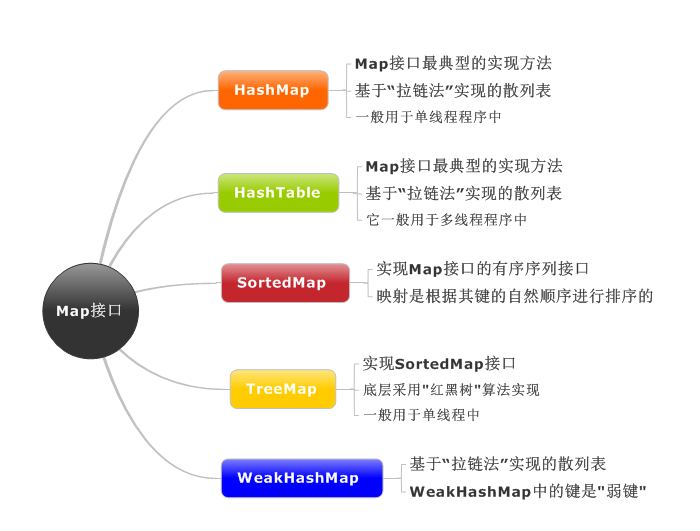 Map接口
HashMap
Map接口最典型的实现方法
基于“拉链法”实现的散列表
一般用于单线程程序中
HashTable
Map接口最典型的实现方法
基于“拉链法”实现的散列表
它一般用于多线程程序中
SortedMap
实现Map接口的有序序列接口
映射是根据其键的自然顺序进行排序的
TreeMap
实现SortedMap接口
底层采用"红黑树"算法实现
一般用于单线程中
WeakHashMap
基于“拉链法”实现的散列表
WeakHashMap中的键是"弱键"